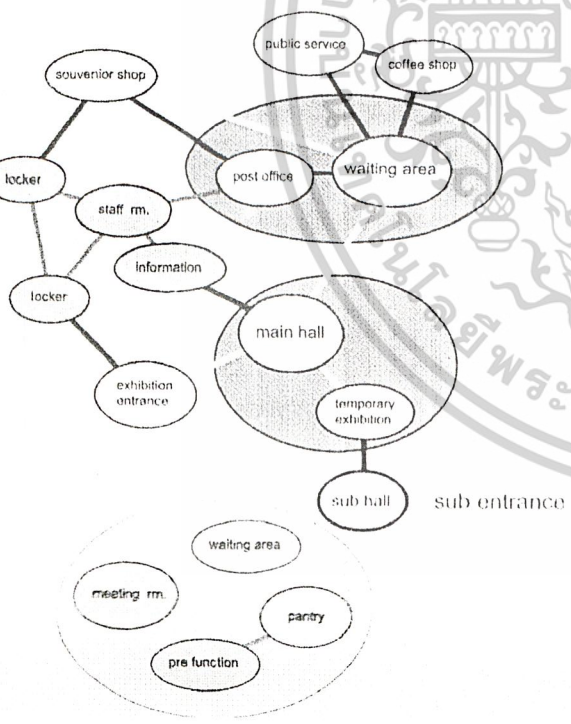 public service
coffee shop
souvenior shop
post office
waiting area
locker
staff rm.
information
locker
main hall
exhibition
entrance
temporary
exhibition
sub hall
sub entrance
waiting area
meeting rm.
pantry
pre function